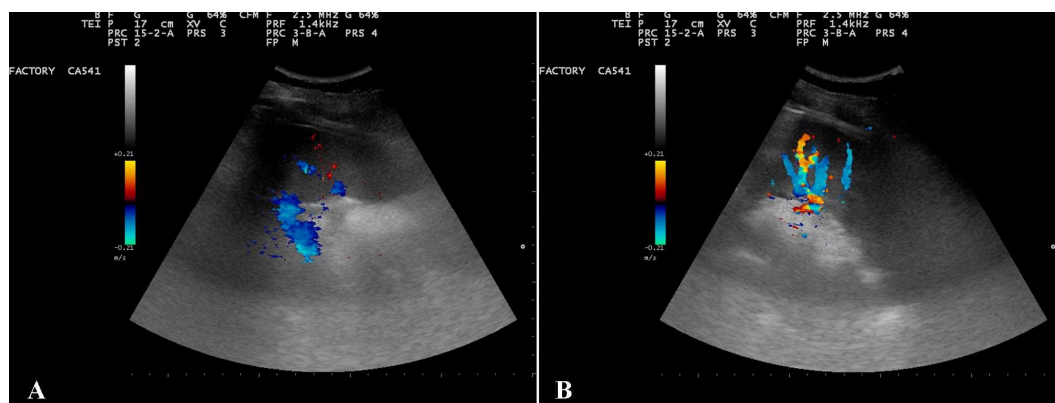 B F G G 64% CFM F 2.5 MHz G 64%
TEI P 17 cm XV C PRF 1.4kHz
PRC 15-2-A PRS 3 PRC 3-B-A PRS 4
PST 2 FP M
FACTORY CA541
+0.21
-0.21
m/s
A
B F G G 64% CFM F 2.5 MHz G 64%
TEI P 17 cm XV C PRF 1.4kHz
PRC 15-2-A PRS 3 PRC 3-B-A PRS 4
PST 2 FP M
FACTORY CA541
+0.21
-0.21
m/s
B